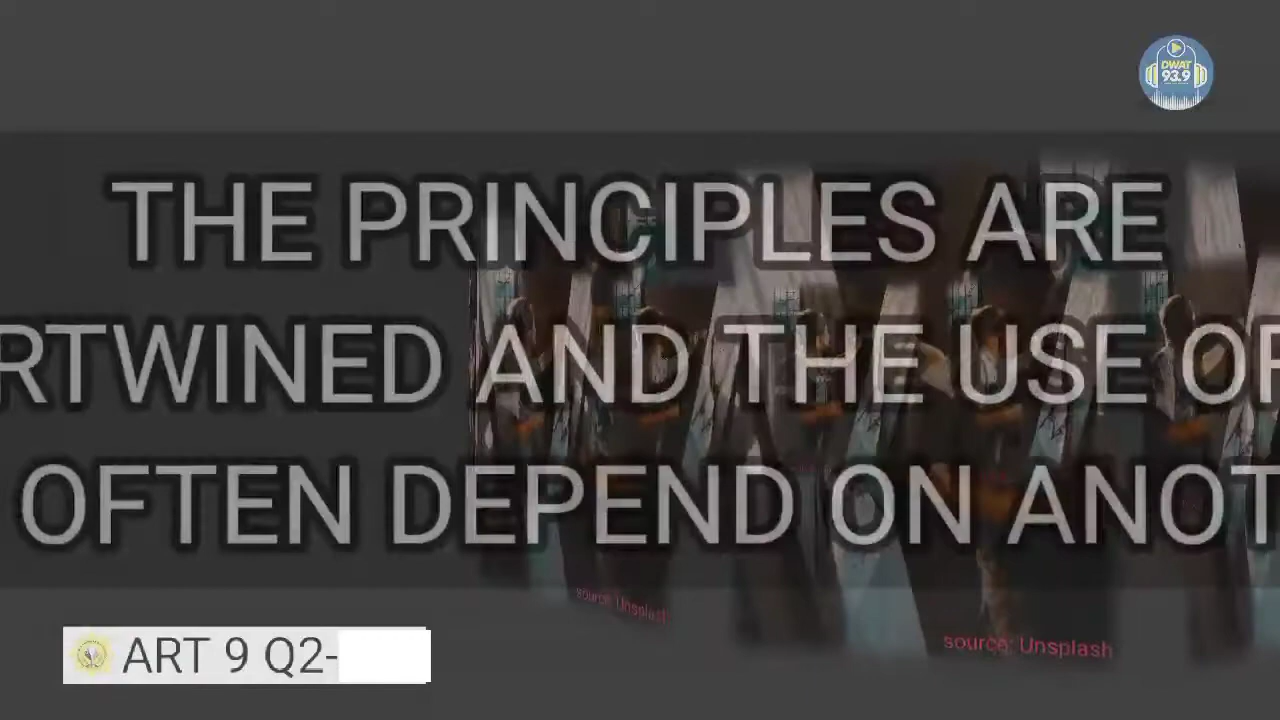 DWAT
93.9
THE PRINCIPLES ARE
RTWINED AND THE USE OF
OFTEN DEPEND ON ANOT
source: Unsplash
source: Unsplash
ART 9 Q2-